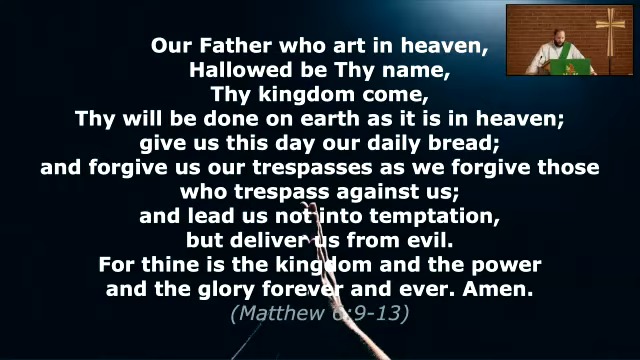 Our Father who art in heaven,
Hallowed be Thy name,
Thy kingdom come,
Thy will be done on earth as it is in heaven;
give us this day our daily bread;
and forgive us our trespasses as we forgive those
who trespass against us;
and lead us not into temptation,
but deliver us from evil.
For thine is the kingdom and the power
and the glory forever and ever. Amen.
(Matthew 6:9-13)